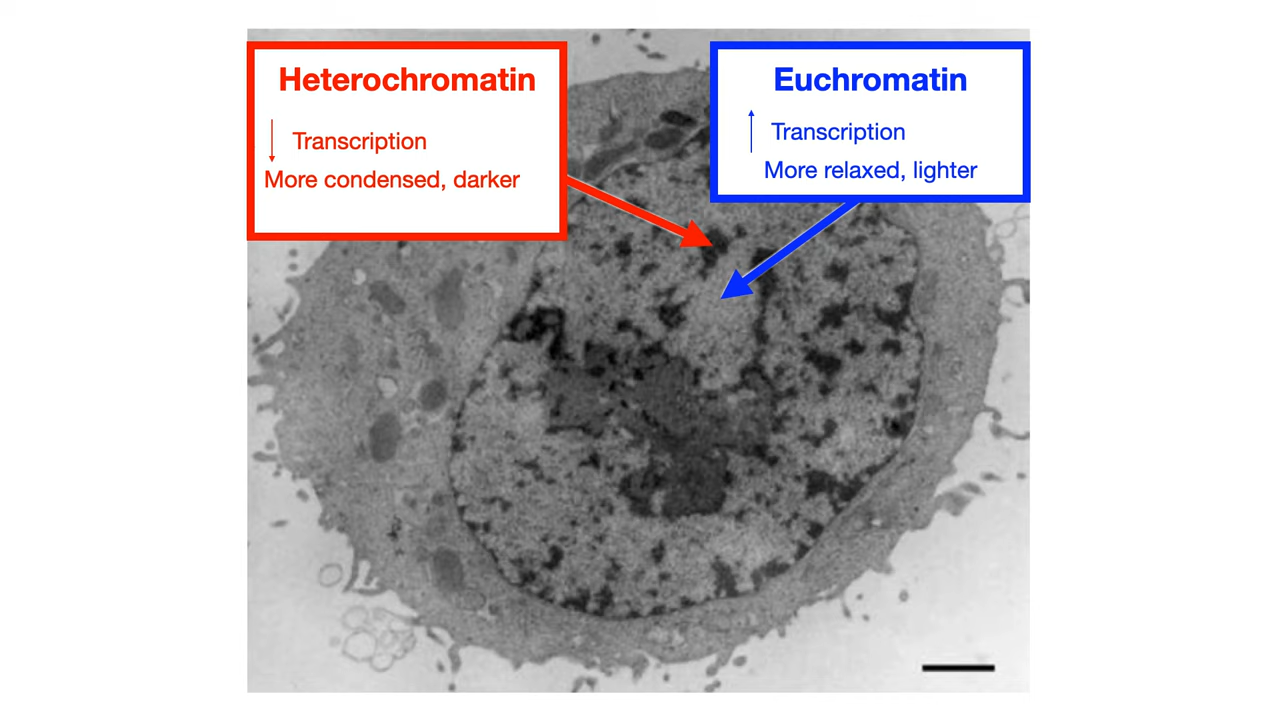 Heterochromatin
↓ Transcription
More condensed, darker
Euchromatin
↑ Transcription
More relaxed, lighter